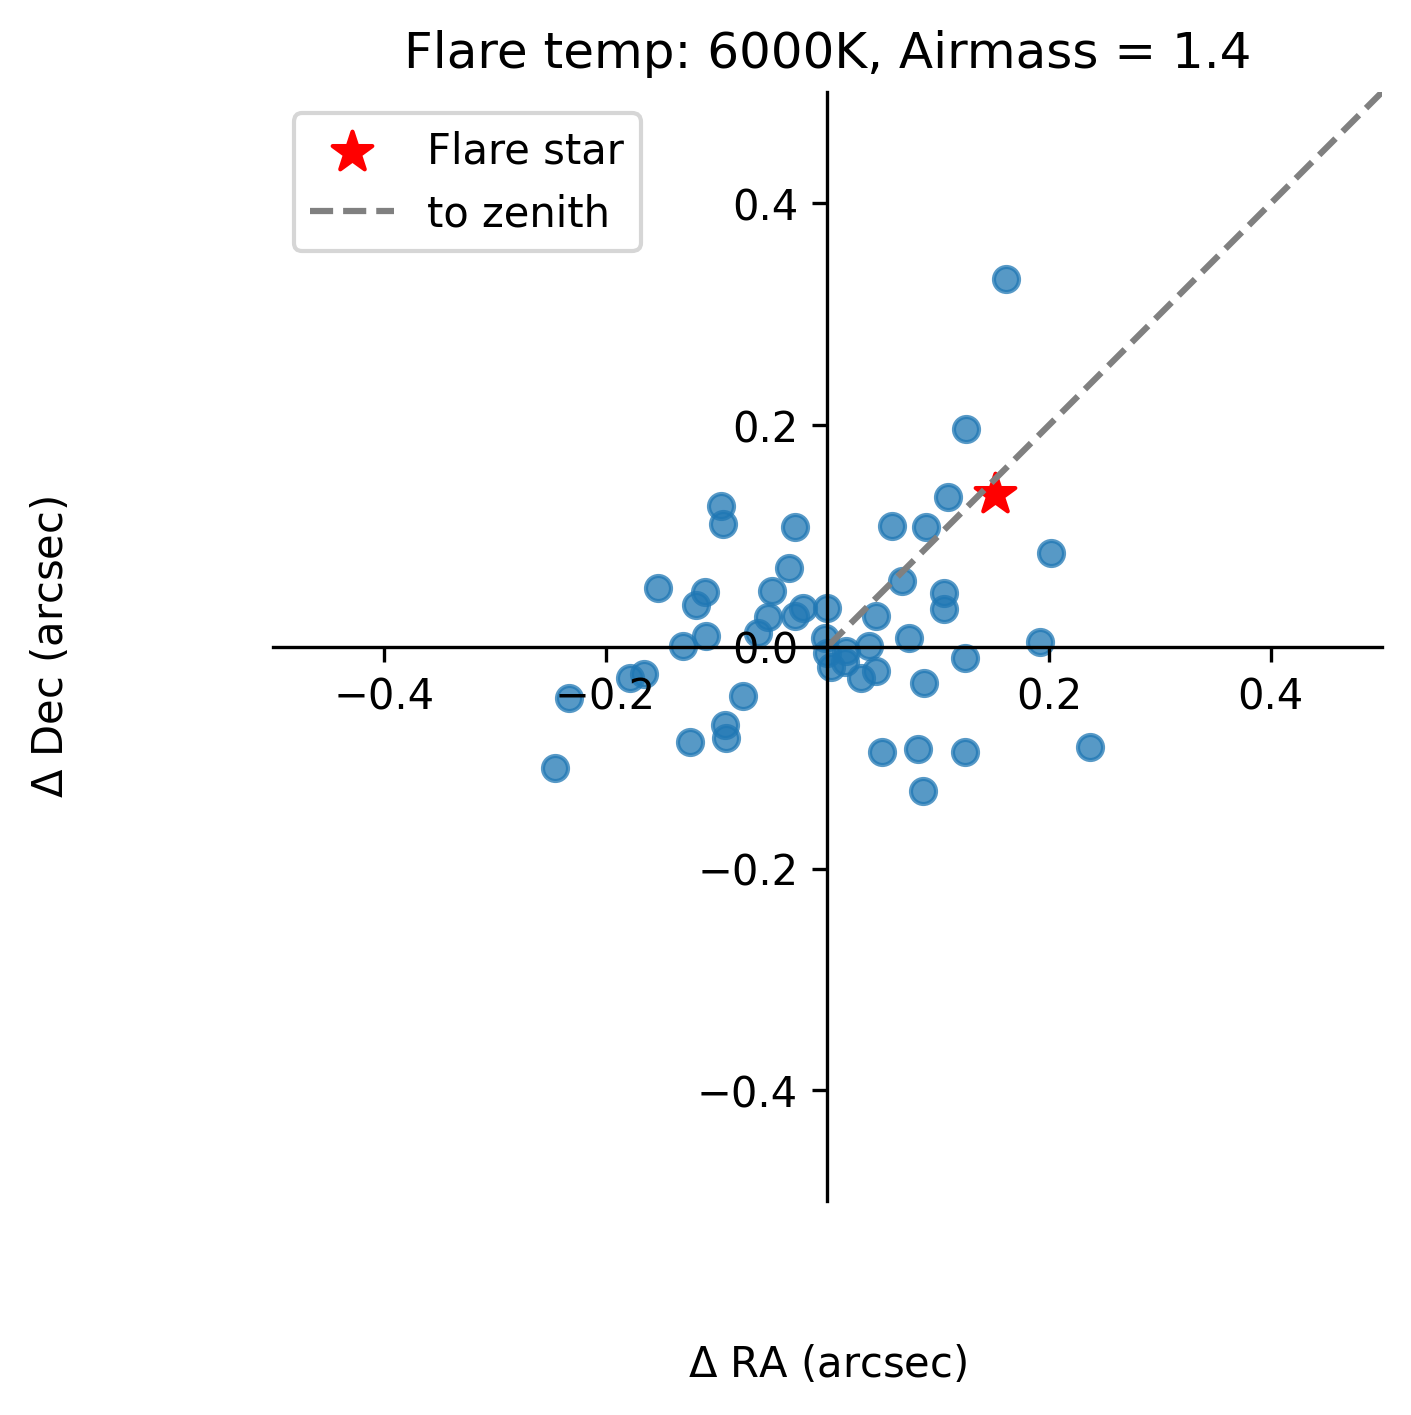 Flare temp: 6000K, Airmass = 1.4
Flare star
to zenith
0.4
0.2
0.0
−0.4
−0.2
0.2
0.4
−0.2
−0.4
Δ Dec (arcsec)
Δ RA (arcsec)